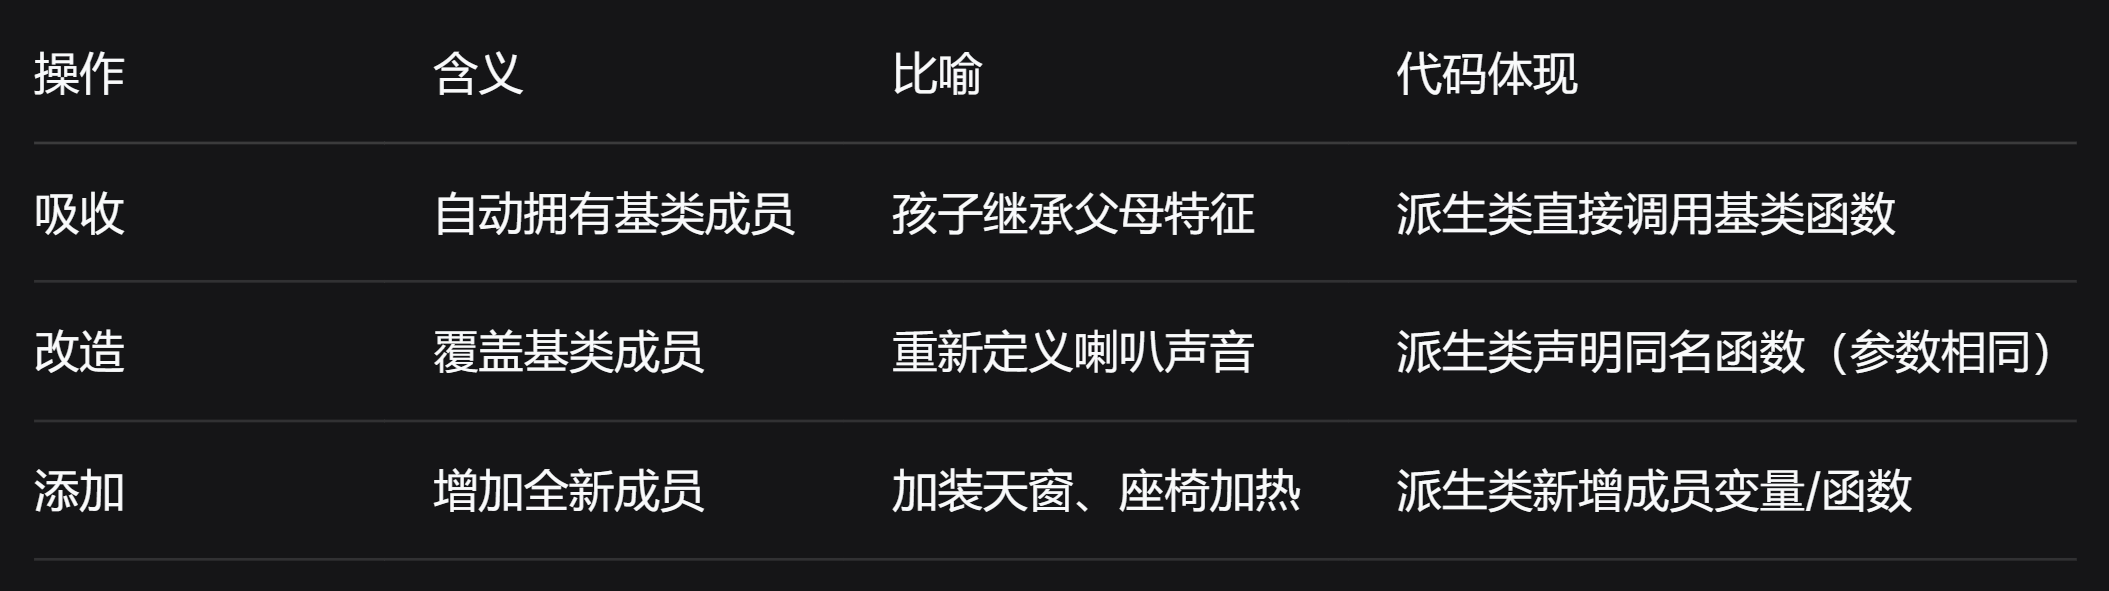 操作 含义 比喻 代码体现
吸收 自动拥有基类成员 孩子继承父母特征 派生类直接调用基类函数
改造 覆盖基类成员 重新定义喇叭声音 派生类声明同名函数（参数相同）
添加 增加全新成员 加装天窗、座椅加热 派生类新增成员变量/函数